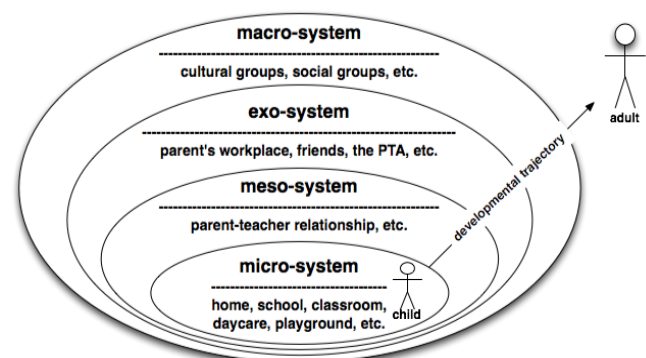 macro-system
cultural groups, social groups, etc.
exo-system
parent's workplace, friends, the PTA, etc.
meso-system
parent-teacher relationship, etc.
micro-system
home, school, classroom,
daycare, playground, etc.
child
developmental trajectory
adult